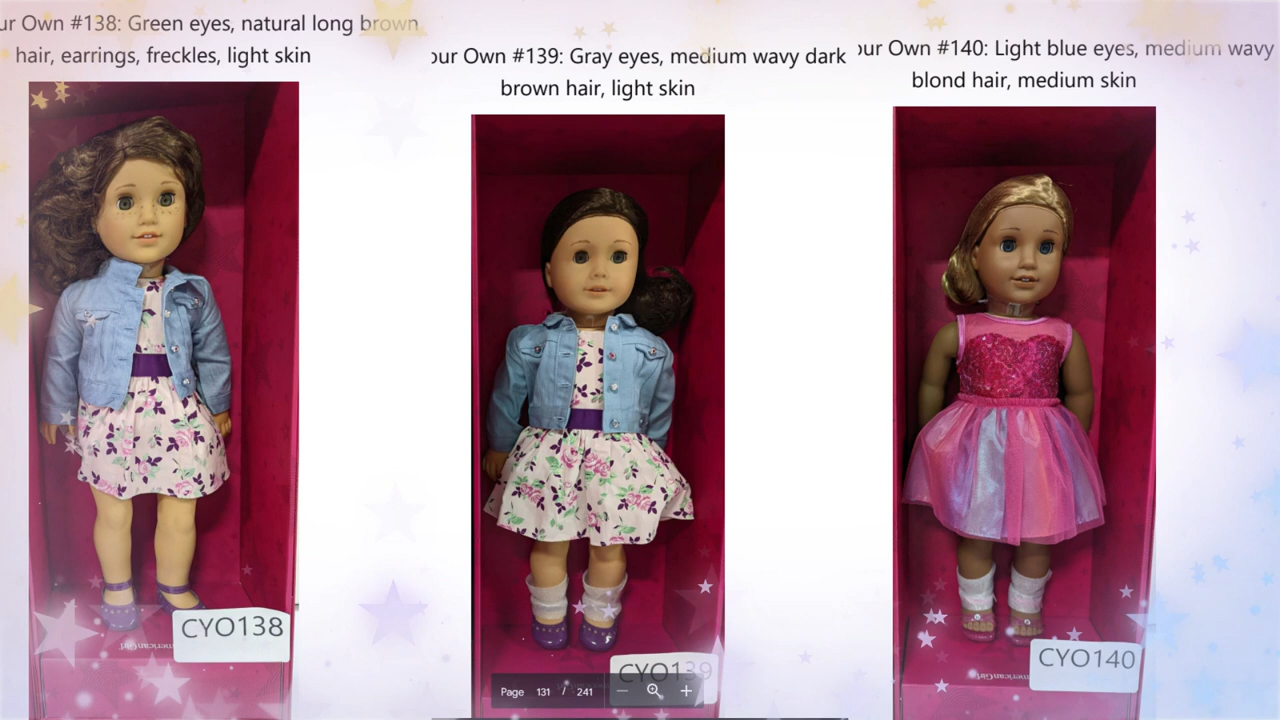 ur Own #138: Green eyes, natural long brown
hair, earrings, freckles, light skin
our Own #139: Gray eyes, medium wavy dark
brown hair, light skin
our Own #140: Light blue eyes, medium wavy
blond hair, medium skin
CYO138
CYO139
CYO140
AmericanGirl
Page 131 / 241